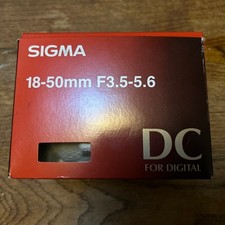 SIGMA
18-50mm F3.5-5.6
DC
FOR DIGITAL